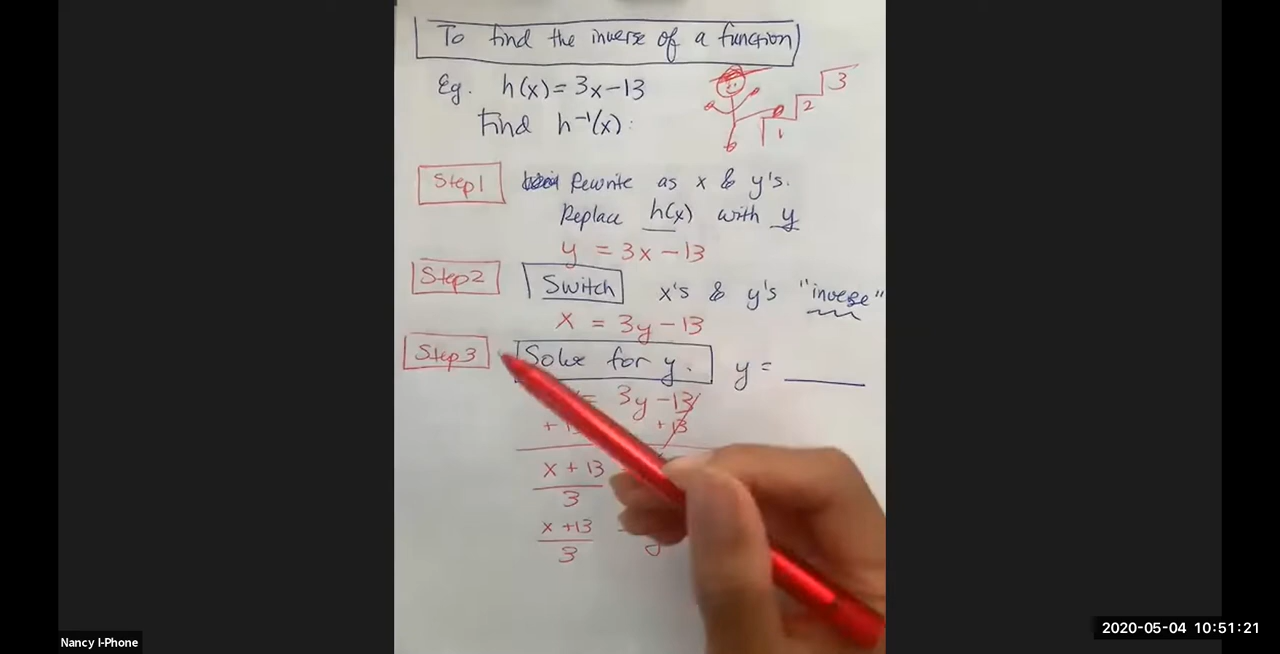 To find the inverse of a function
Eg. h(x) = 3x - 13
Find h⁻¹(x):
1 2 3
Step 1 Rewrite as x & y's.
Replace h(x) with y
y = 3x - 13
Step 2 Switch x's & y's "inverse"
x = 3y - 13
Step 3 Solve for y. y = ____
= 3y - 13
+ 1 + 13
x + 13
3
x + 13
3 y
Nancy I-Phone
2020-05-04 10:51:21